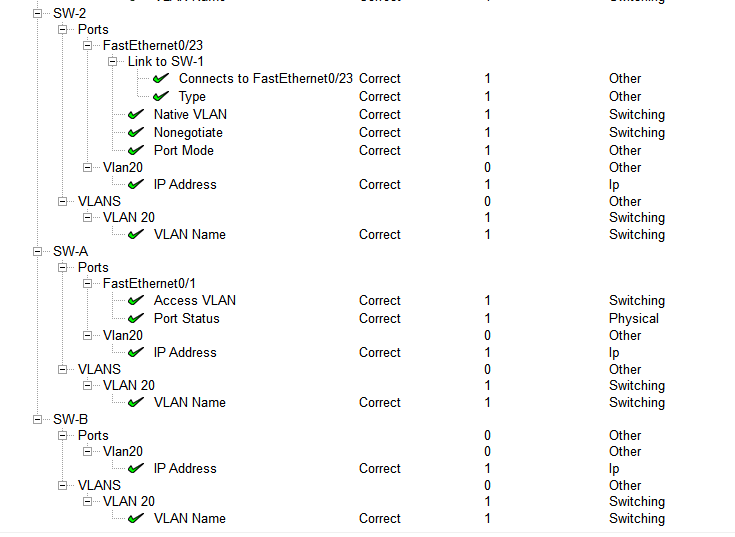 SW-2
Ports
FastEthernet0/23
Link to SW-1
Connects to FastEthernet0/23 Correct 1 Other
Type Correct 1 Other
Native VLAN Correct 1 Switching
Nonegotiate Correct 1 Switching
Port Mode Correct 1 Other
Vlan20 0 Other
IP Address Correct 1 Ip
VLANS 0 Other
VLAN 20 1 Switching
VLAN Name Correct 1 Switching
SW-A
Ports
FastEthernet0/1
Access VLAN Correct 1 Switching
Port Status Correct 1 Physical
Vlan20 0 Other
IP Address Correct 1 Ip
VLANS 0 Other
VLAN 20 1 Switching
VLAN Name Correct 1 Switching
SW-B
Ports 0 Other
Vlan20 0 Other
IP Address Correct 1 Ip
VLANS 0 Other
VLAN 20 1 Switching
VLAN Name Correct 1 Switching